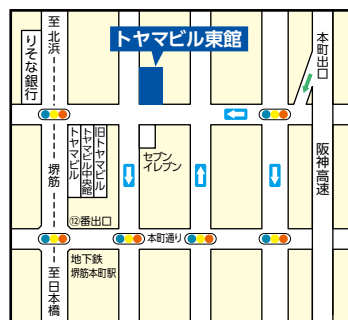 至北浜
りそな銀行
トヤマビル東館
本町出口
堺筋
トヤマビル
トヤマビル中央館
旧トヤマビル
セブン
イレブン
阪神高速
⑫番出口
本町通り
地下鉄
堺筋本町駅
至日本橋